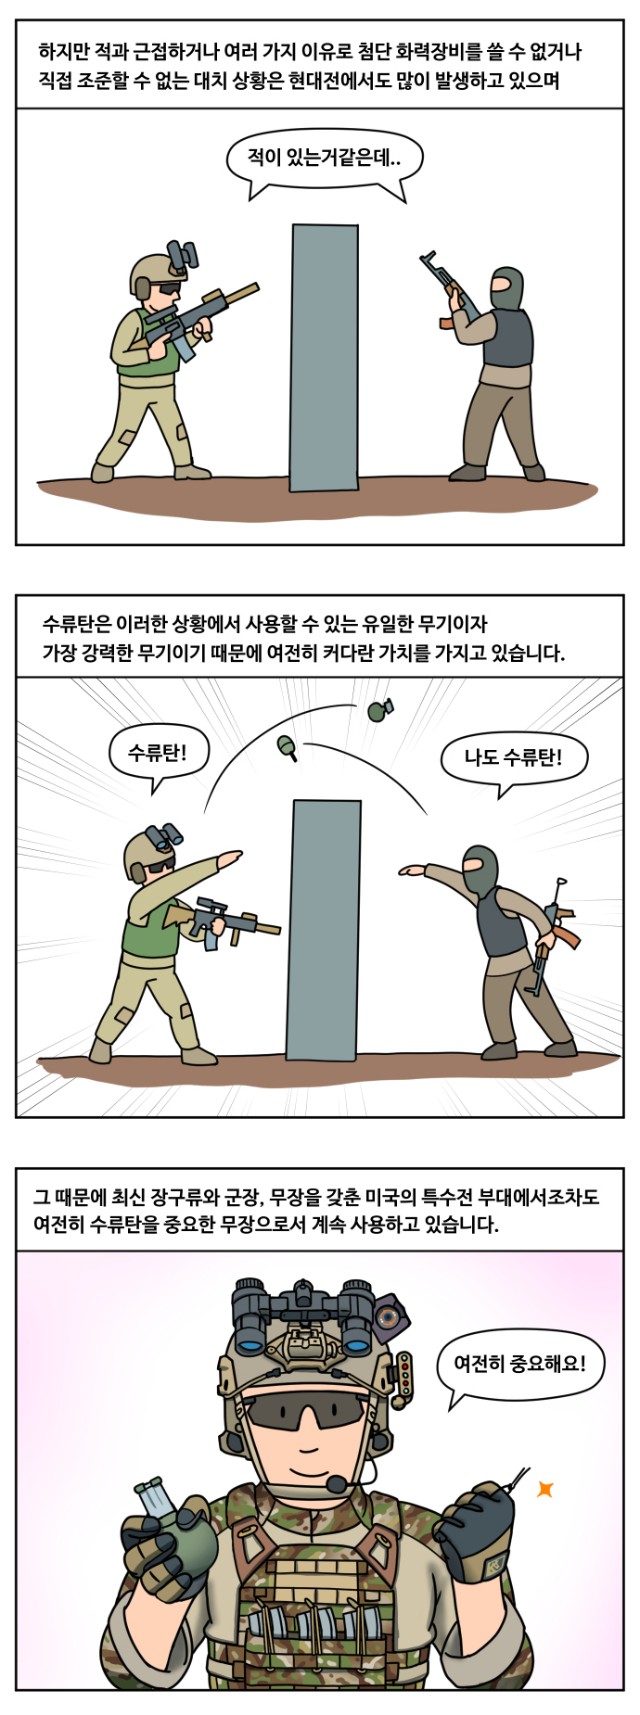 하지만 적과 근접하거나 여러 가지 이유로 첨단 화력장비를 쓸 수 없거나
직접 조준할 수 없는 대치 상황은 현대전에서도 많이 발생하고 있으며
적이 있는거같은데..
수류탄은 이러한 상황에서 사용할 수 있는 유일한 무기이자
가장 강력한 무기이기 때문에 여전히 커다란 가치를 가지고 있습니다.
수류탄!
나도 수류탄!
그 때문에 최신 장구류와 군장, 무장을 갖춘 미국의 특수전 부대에서조차도
여전히 수류탄을 중요한 무장으로서 계속 사용하고 있습니다.
여전히 중요해요!